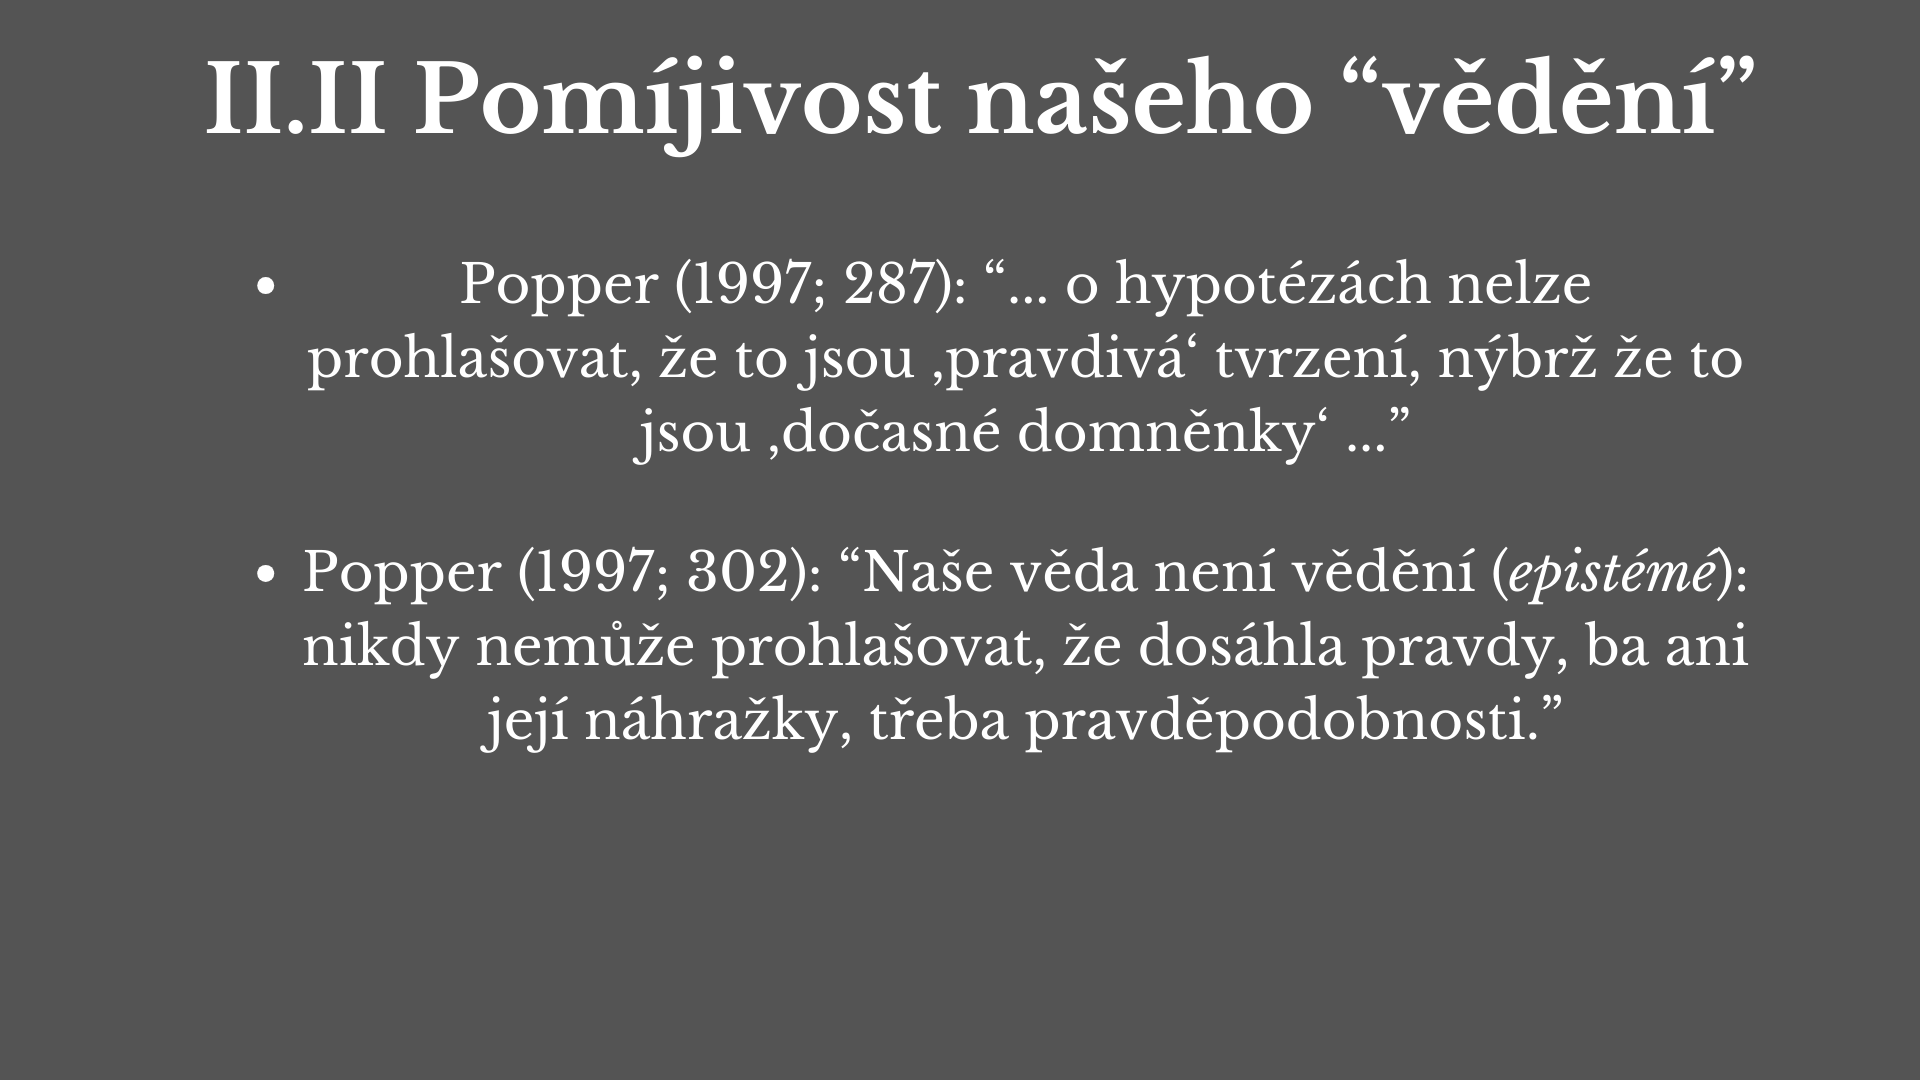 II.II Pomíjivost našeho “vědění”
• Popper (1997; 287): “... o hypotézách nelze
prohlašovat, že to jsou ‚pravdivá‘ tvrzení, nýbrž že to
jsou ‚dočasné domněnky‘ ...”
• Popper (1997; 302): “Naše věda není vědění (epistémé):
nikdy nemůže prohlašovat, že dosáhla pravdy, ba ani
její náhražky, třeba pravděpodobnosti.”